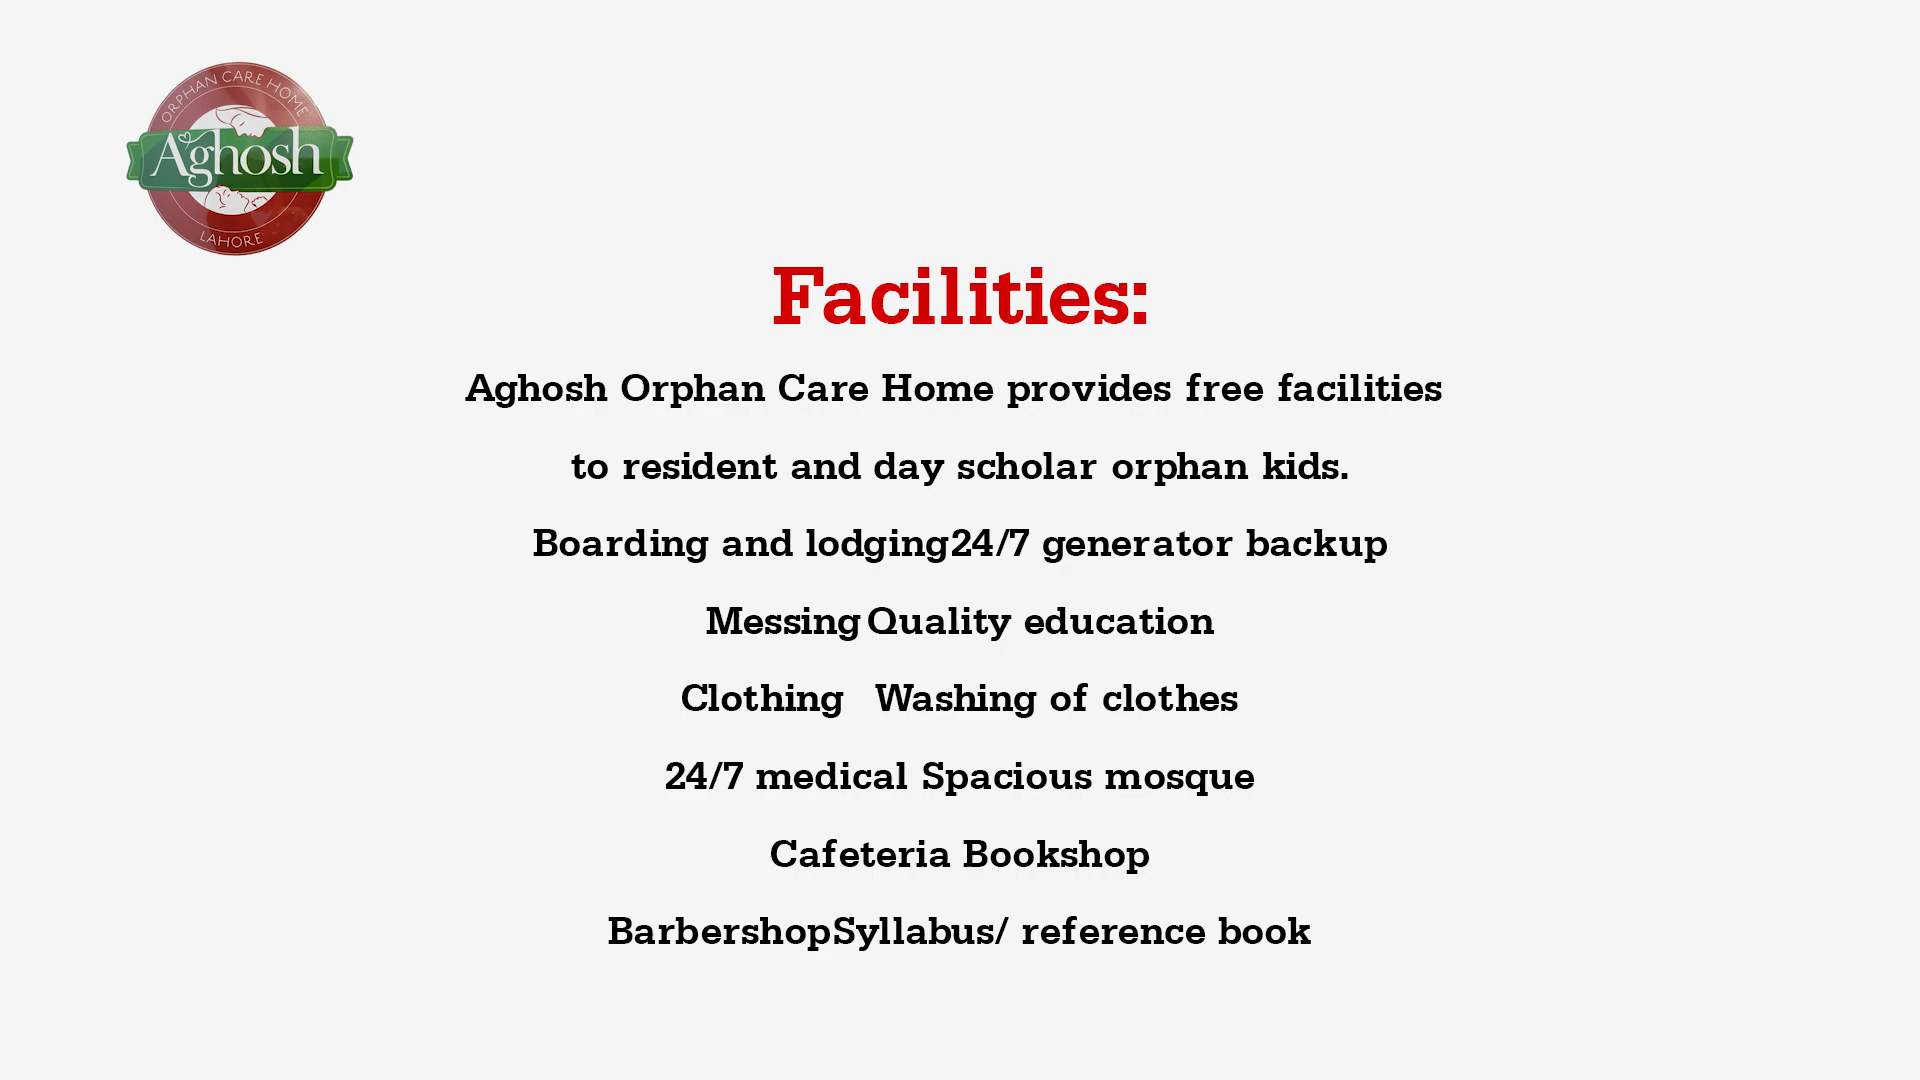 ORPHAN CARE HOME
Aghosh
LAHORE
Facilities:
Aghosh Orphan Care Home provides free facilities
to resident and day scholar orphan kids.
Boarding and lodging24/7 generator backup
Messing Quality education
Clothing Washing of clothes
24/7 medical Spacious mosque
Cafeteria Bookshop
BarbershopSyllabus/ reference book